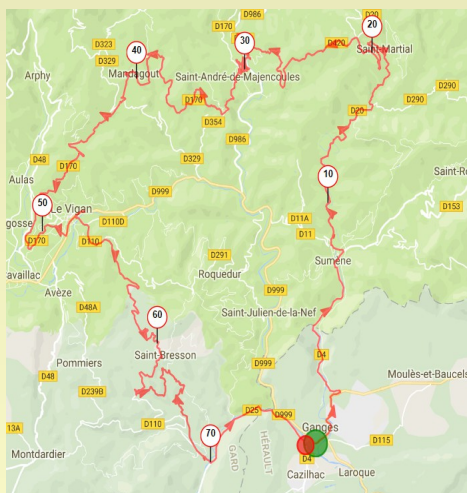 D986
D170
D20
20
30
D323
40
Saint-Martial
D420
D329
Mandagout
Saint-André-de-Majencoules
Arphy
D290
D290
D170
D20
D354
D986
D48
D170
D329
10
Saint-Ro
Aulas
D999
D153
50
Le Vigan
D110D
D11A
gosse
D11
D170
D110
D291
Sumène
availlac
Roquedur
D999
Avèze
D48A
60
Saint-Julien-de-la-Nef
Saint-Bresson
D4
Pommiers
D999
Moulès-et-Baucels
D48
D239B
D25
D999
Ganges
13A
D110
70
D115
GARD
HÉRAULT
D4
Montdardier
Cazilhac
Laroque